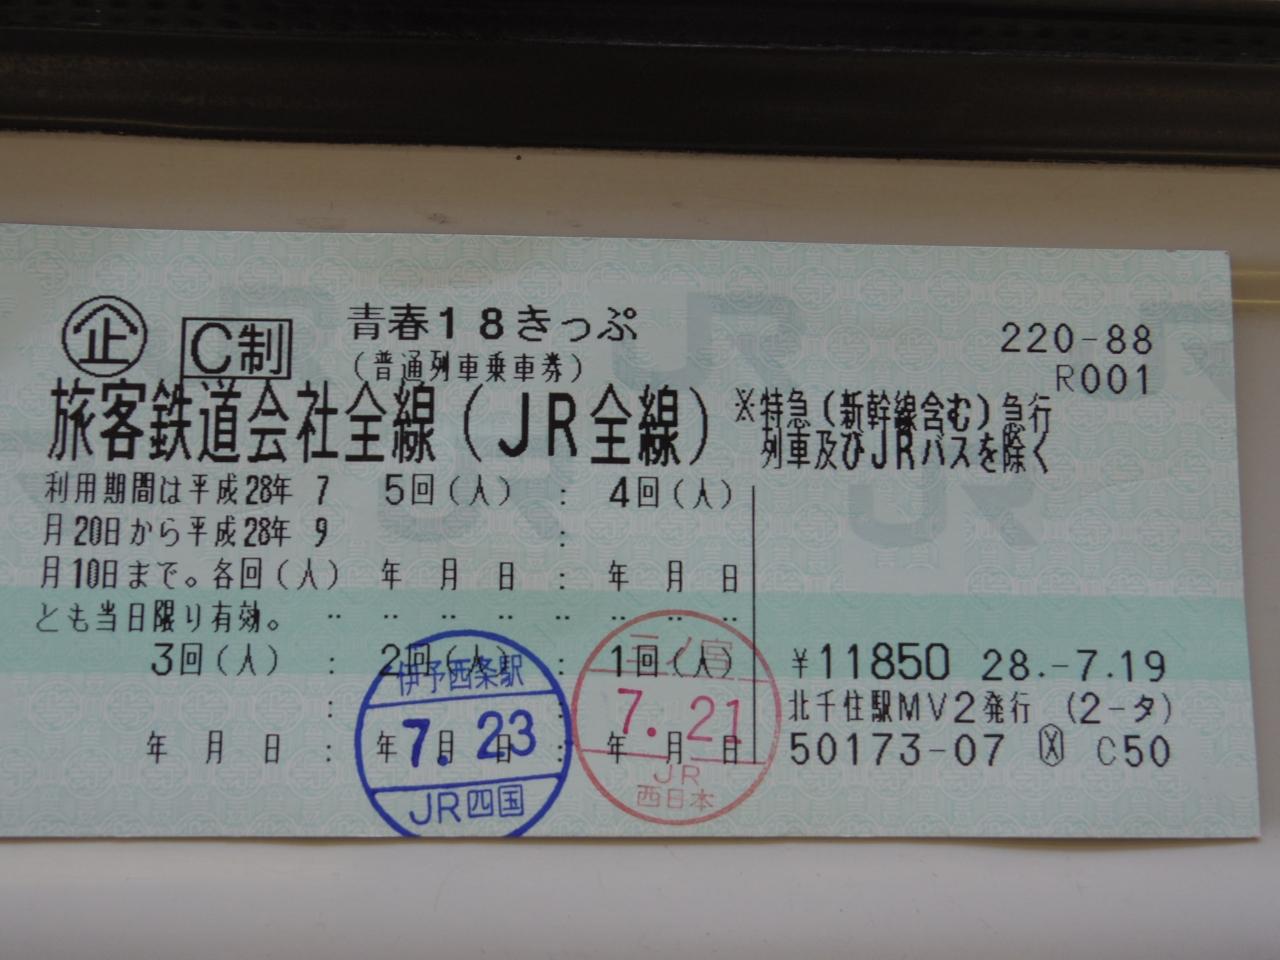 企 C制 青春18きっぷ 220-88
(普通列車乗車券) R001
旅客鉄道会社全線(JR全線) ※特急(新幹線含む)急行
列車及びJRバスを除く
利用期間は平成28年 7 5回(人) : 4回(人)
月20日から平成28年 9 :
月10日まで。各回(人) 年 月 日 : 年 月 日
とも当日限り有効。 ‥ ‥ ‥ ‥ ‥ ‥ ‥ ‥
3回(人) : 2回(人) : 1回(人) ¥11850 28.-7.19
: : 北千住駅MV2発行 (2-タ)
年 月 日 : 年 月 日 : 年 月 日 50173-07 C50
伊予西条駅
7.23
JR四国
三ノ宮
7.21
JR
西日本
JR
JR
JR